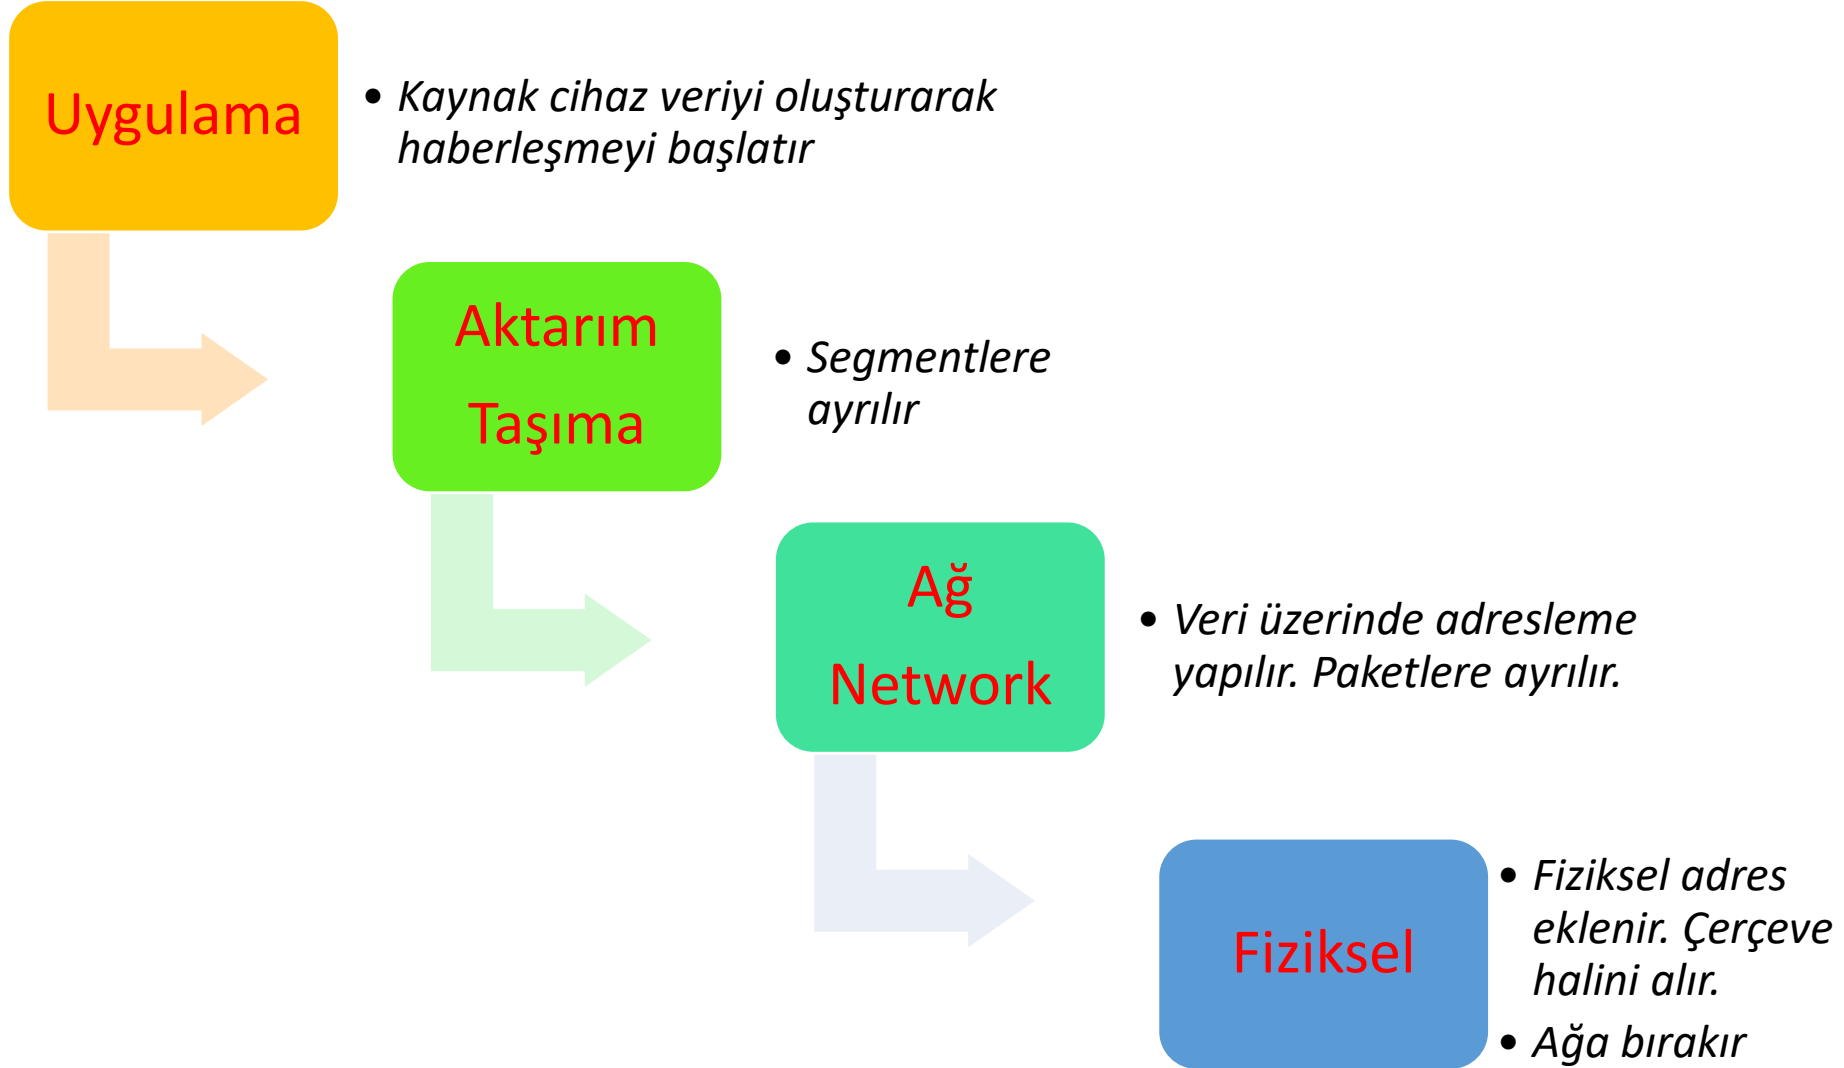 Uygulama
• Kaynak cihaz veriyi oluşturarak
haberleşmeyi başlatır
Aktarım
Taşıma
• Segmentlere
ayrılır
Ağ
Network
• Veri üzerinde adresleme
yapılır. Paketlere ayrılır.
Fiziksel
• Fiziksel adres
eklenir. Çerçeve
halini alır.
• Ağa bırakır